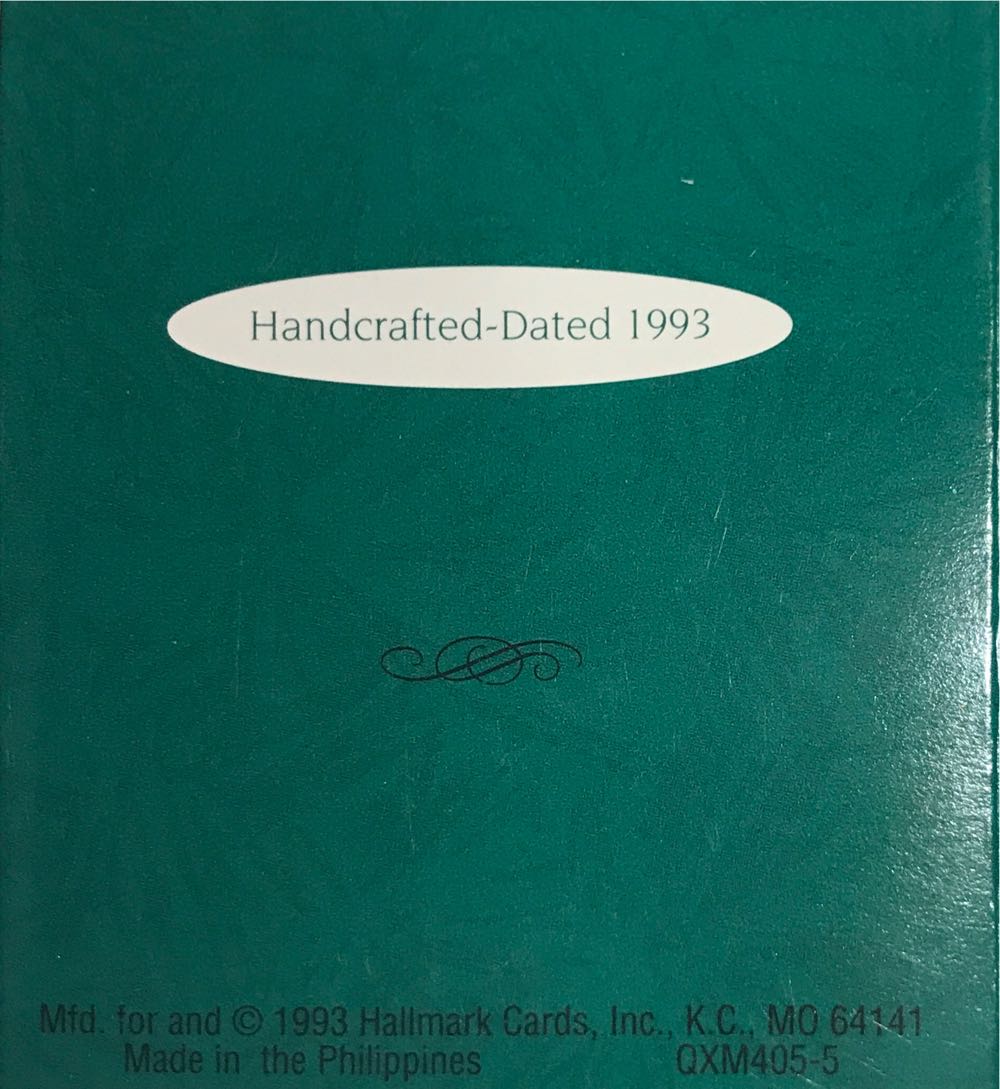 Handcrafted-Dated 1993
Mfd. for and © 1993 Hallmark Cards, Inc., K.C., MO 64141
Made in the Philippines QXM405-5